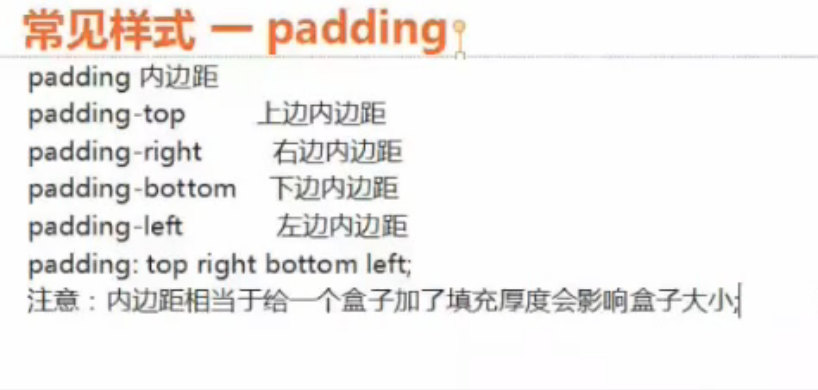 常见样式 — padding
padding 内边距
padding-top 上边内边距
padding-right 右边内边距
padding-bottom 下边内边距
padding-left 左边内边距
padding: top right bottom left;
注意：内边距相当于给一个盒子加了填充厚度会影响盒子大小;